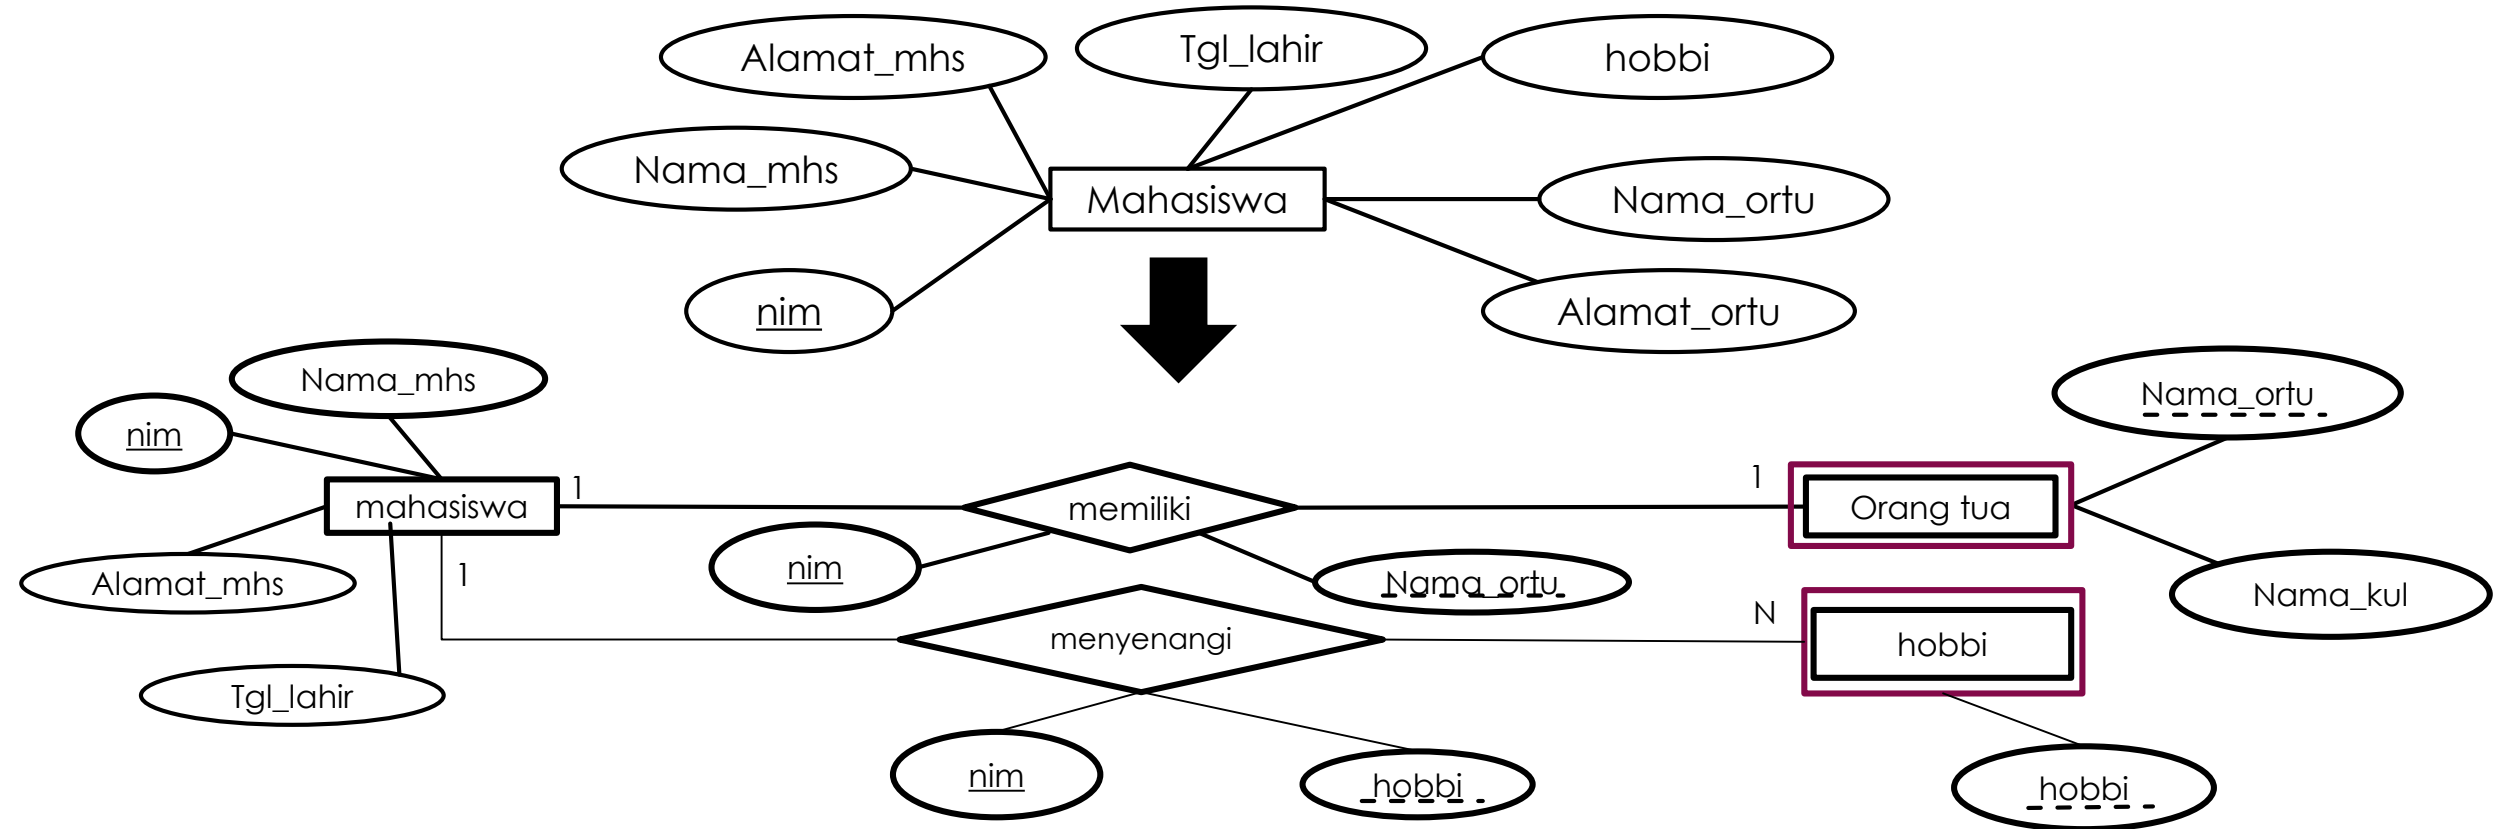 Alamat_mhs
Tgl_lahir
hobbi
Nama_mhs
Mahasiswa
Nama_ortu
nim
Alamat_ortu
Nama_mhs
Nama_ortu
nim
mahasiswa
1
memiliki
1
Orang tua
nim
Nama_ortu
Alamat_mhs
1
Nama_kul
menyenangi
N
hobbi
Tgl_lahir
nim
hobbi
hobbi